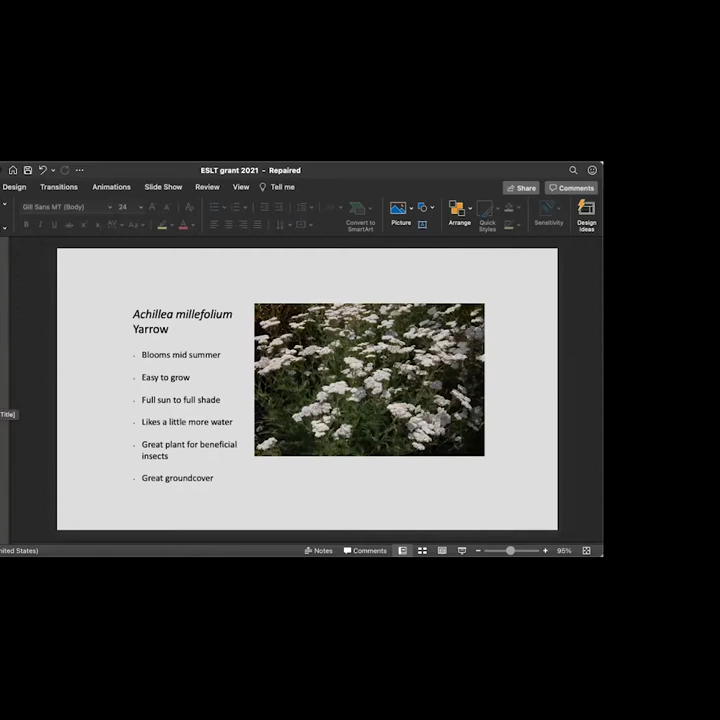 ESLT grant 2021 - Repaired
Design Transitions Animations Slide Show Review View Tell me
Share Comments
Gill Sans MT (Body) 24
Convert to
SmartArt
Picture
Arrange
Quick
Styles
Sensitivity
Design
Ideas
Achillea millefolium
Yarrow
Blooms mid summer
Easy to grow
Full sun to full shade
Likes a little more water
Great plant for beneficial
insects
Great groundcover
Title]
nited States)
Notes Comments 95%